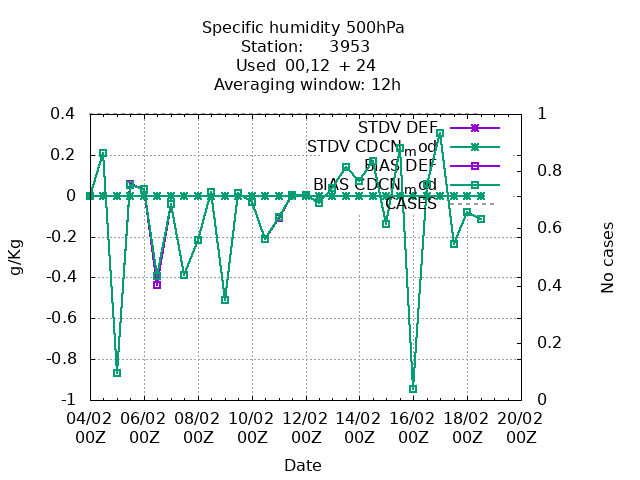 Specific humidity 500hPa
Station: 3953
Used 00,12 + 24
Averaging window: 12h
STDV DEF
STDV CDCN_mod
BIAS DEF
BIAS CDCN_mod
CASES
0.4
0.2
0
-0.2
-0.4
-0.6
-0.8
-1
g/Kg
1
0.8
0.6
0.4
0.2
0
No cases
04/02 06/02 08/02 10/02 12/02 14/02 16/02 18/02 20/02
00Z 00Z 00Z 00Z 00Z 00Z 00Z 00Z 00Z
Date